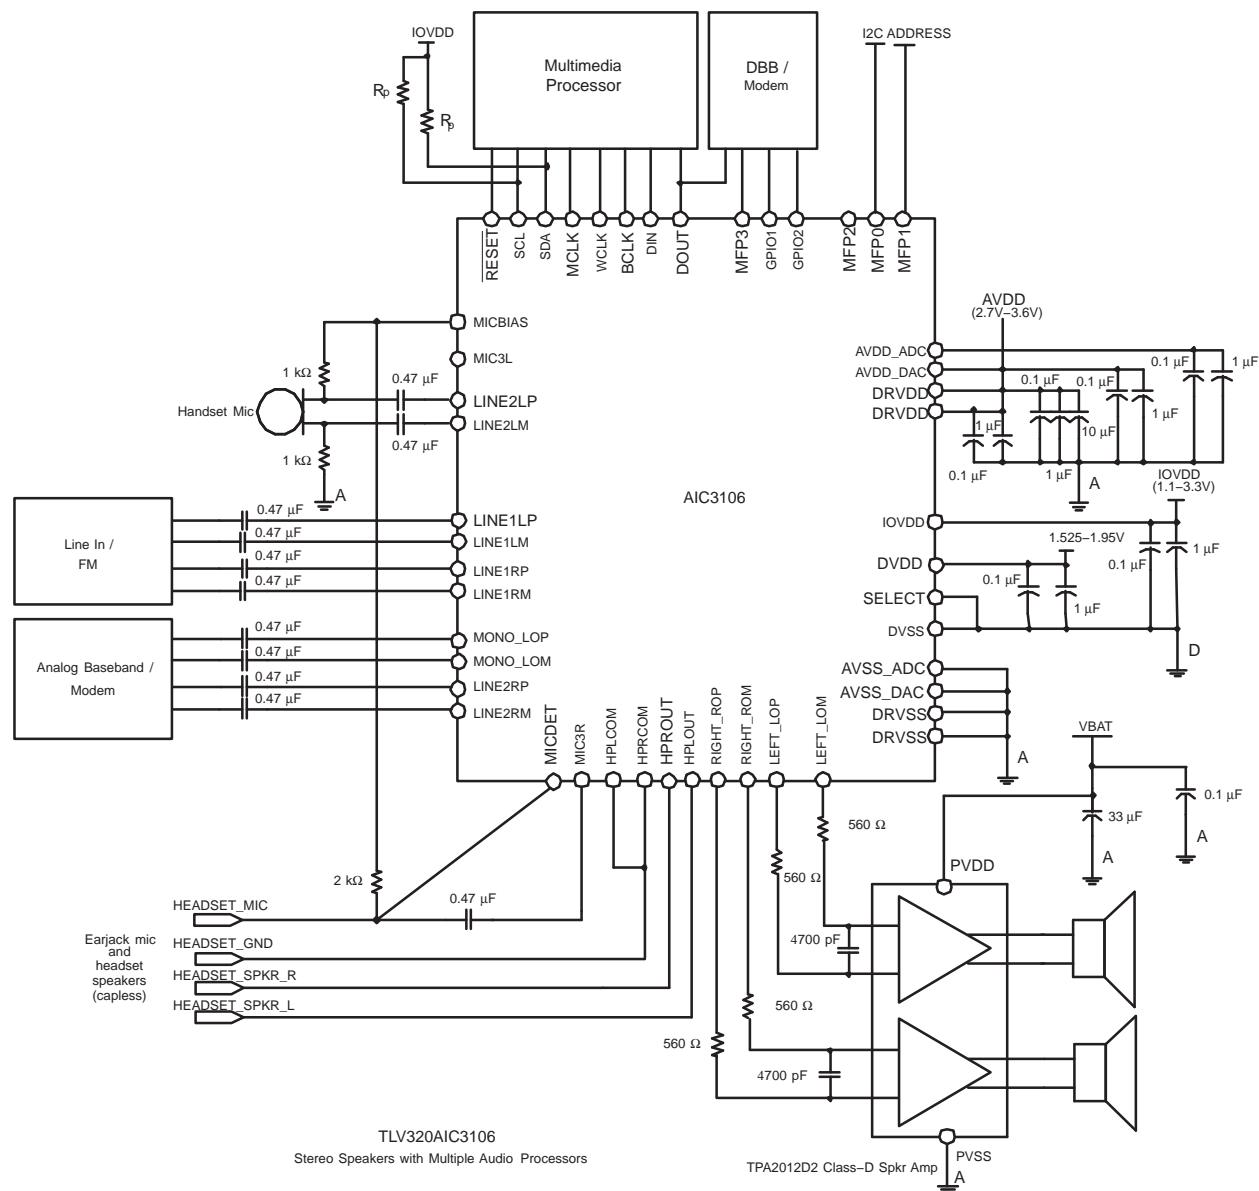 IOVDD
Rp
Rp
Multimedia
Processor
DBB /
Modem
I2C ADDRESS
RESET
SCL
SDA
MCLK
WCLK
BCLK
DIN
DOUT
MFP3
GPIO1
GPIO2
MFP2
MFP0
MFP1
MICBIAS
MIC3L
LINE2LP
LINE2LM
1 kΩ
0.47 μF
Handset Mic
0.47 μF
1 kΩ
A
AVDD
(2.7V−3.6V)
AVDD_ADC
AVDD_DAC
DRVDD
DRVDD
0.1 μF
1 μF
0.1 μF
0.1 μF
1 μF
1 μF
10 μF
0.1 μF
1 μF
A
AIC3106
IOVDD
(1.1−3.3V)
IOVDD
1.525−1.95V
1 μF
0.1 μF
DVDD
0.1 μF
SELECT
1 μF
DVSS
D
Line In /
FM
0.47 μF
0.47 μF
0.47 μF
0.47 μF
LINE1LP
LINE1LM
LINE1RP
LINE1RM
Analog Baseband /
Modem
0.47 μF
0.47 μF
0.47 μF
0.47 μF
MONO_LOP
MONO_LOM
LINE2RP
LINE2RM
AVSS_ADC
AVSS_DAC
DRVSS
DRVSS
A
MICDET
MIC3R
HPLCOM
HPRCOM
HPROUT
HPLOUT
RIGHT_ROP
RIGHT_ROM
LEFT_LOP
LEFT_LOM
VBAT
0.1 μF
33 μF
A
A
560 Ω
560 Ω
PVDD
2 kΩ
0.47 μF
HEADSET_MIC
HEADSET_GND
HEADSET_SPKR_R
HEADSET_SPKR_L
Earjack mic
and
headset
speakers
(capless)
4700 pF
560 Ω
560 Ω
4700 pF
TLV320AIC3106
Stereo Speakers with Multiple Audio Processors
TPA2012D2 Class−D Spkr Amp
PVSS
A